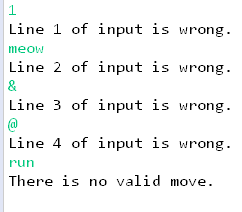 1
Line 1 of input is wrong.
meow
Line 2 of input is wrong.
&
Line 3 of input is wrong.
@
Line 4 of input is wrong.
run
There is no valid move.